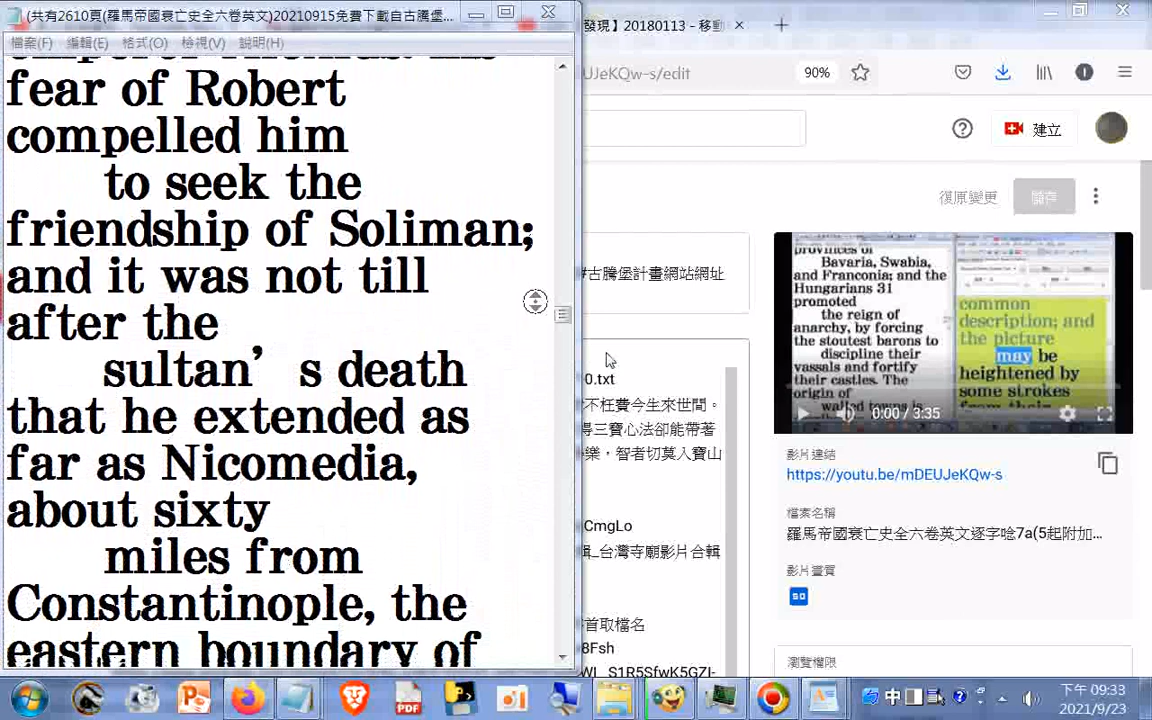 (共有2610頁(羅馬帝國衰亡史全六卷英文)20210915免費下載自古騰堡...
檔案(F) 編輯(E) 格式(O) 檢視(V) 說明(H)
fear of Robert
compelled him
to seek the
friendship of Soliman;
and it was not till
after the
sultan’s death
that he extended as
far as Nicomedia,
about sixty
miles from
Constantinople, the
eastern boundary of
發現】20180113 - 移動
UJeKQw-s/edit
90%
建立
復原變更
儲存
#古騰堡計畫網站網址
0.txt
不枉費今生來世間。
得三寶心法卻能帶著
樂，智者切莫入寶山
CmgLo
輯_台灣寺廟影片合輯
首取檔名
8Fsh
WI_S1R5SfwK5GZI-
provinces of
Bavaria, Swabia,
and Franconia; and the
Hungarians 31
promoted
the reign of
anarchy, by forcing
the stoutest barons to
discipline their
vassals and fortify
their castles. The
origin of
walled towns is
common
description; and
the picture
may be
heightened by
some strokes
0:00 / 3:35
影片連結
https://youtu.be/mDEUJeKQw-s
檔案名稱
羅馬帝國衰亡史全六卷英文逐字唸7a(5起附加...
影片畫質
SD
瀏覽權限
PDF
中
下午 09:33
2021/9/23